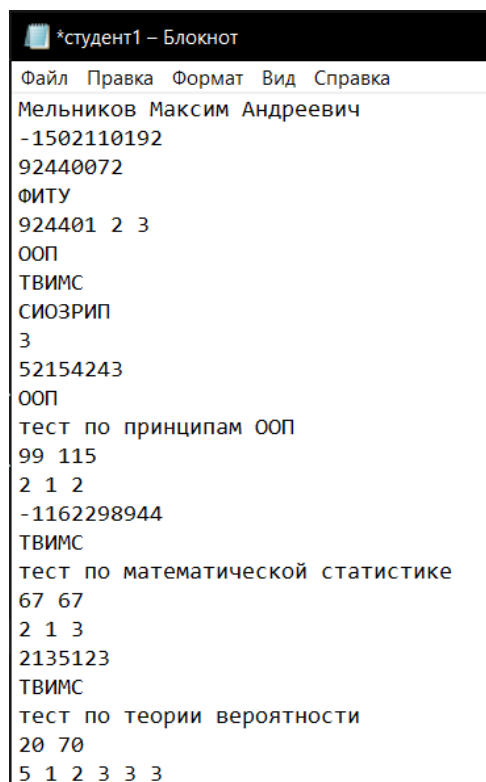 *студент1 – Блокнот
Файл Правка Формат Вид Справка
Мельников Максим Андреевич
-1502110192
92440072
ФИТУ
924401 2 3
ООП
ТВИМС
СИОЗРИП
3
52154243
ООП
тест по принципам ООП
99 115
2 1 2
-1162298944
ТВИМС
тест по математической статистике
67 67
2 1 3
2135123
ТВИМС
тест по теории вероятности
20 70
5 1 2 3 3 3